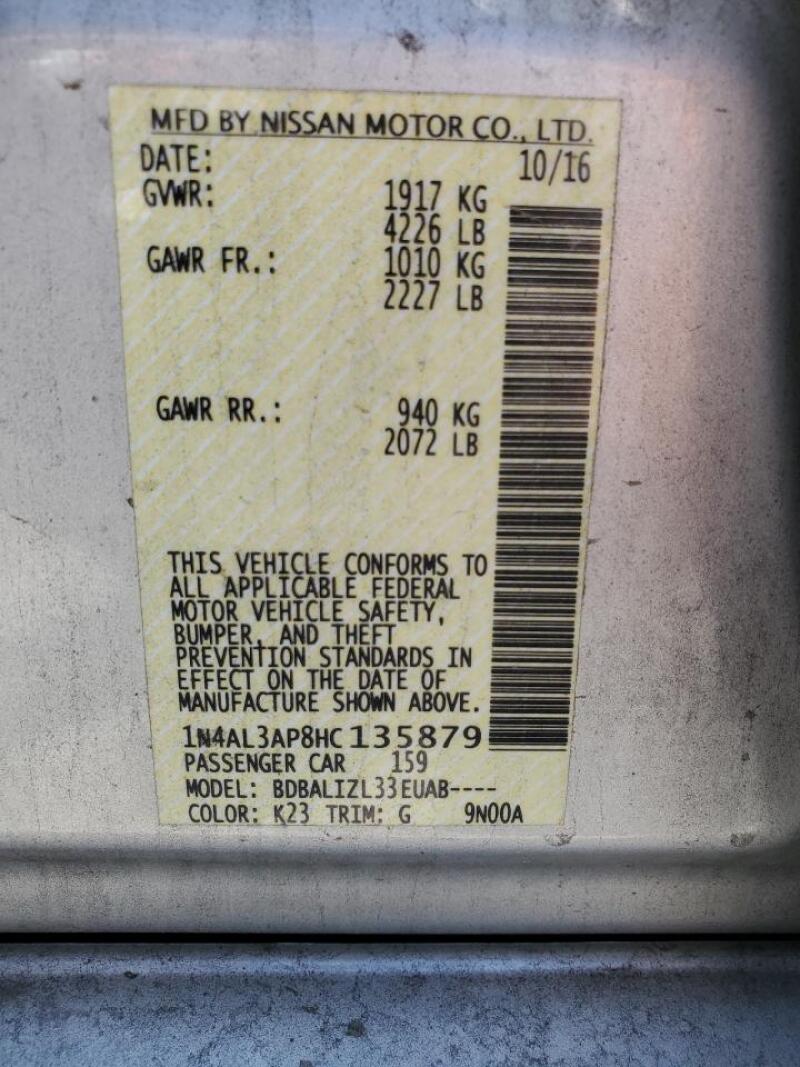 MFD BY NISSAN MOTOR CO., LTD.
DATE: 10/16
GVWR: 1917 KG
4226 LB
GAWR FR.: 1010 KG
2227 LB
GAWR RR.: 940 KG
2072 LB
THIS VEHICLE CONFORMS TO
ALL APPLICABLE FEDERAL
MOTOR VEHICLE SAFETY,
BUMPER, AND THEFT
PREVENTION STANDARDS IN
EFFECT ON THE DATE OF
MANUFACTURE SHOWN ABOVE.
1N4AL3AP8HC135879
PASSENGER CAR 159
MODEL: BDBALIZL33EUAB----
COLOR: K23 TRIM: G 9N00A